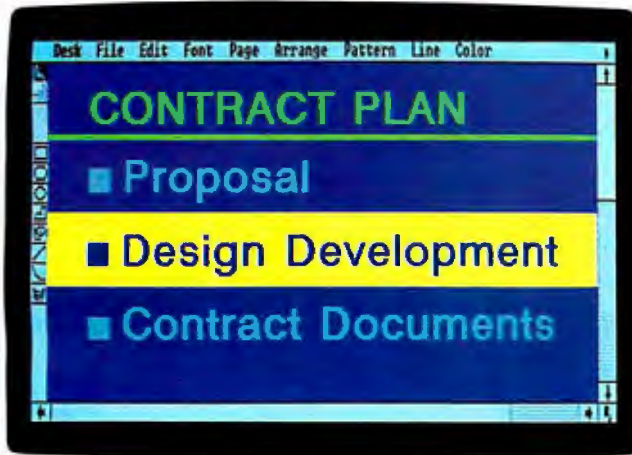 Desk File Edit Font Page Arrange Pattern Line Color
CONTRACT PLAN
■ Proposal
■ Design Development
■ Contract Documents